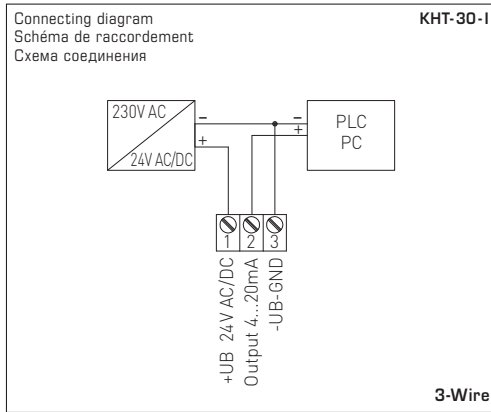 Connecting diagram
KHT-30-I
Schéma de raccordement
Схема соединения
230V AC
24V AC/DC
−
+
−
+
PLC
PC
1
2
3
+UB 24V AC/DC
Output 4...20mA
-UB-GND
3-Wire